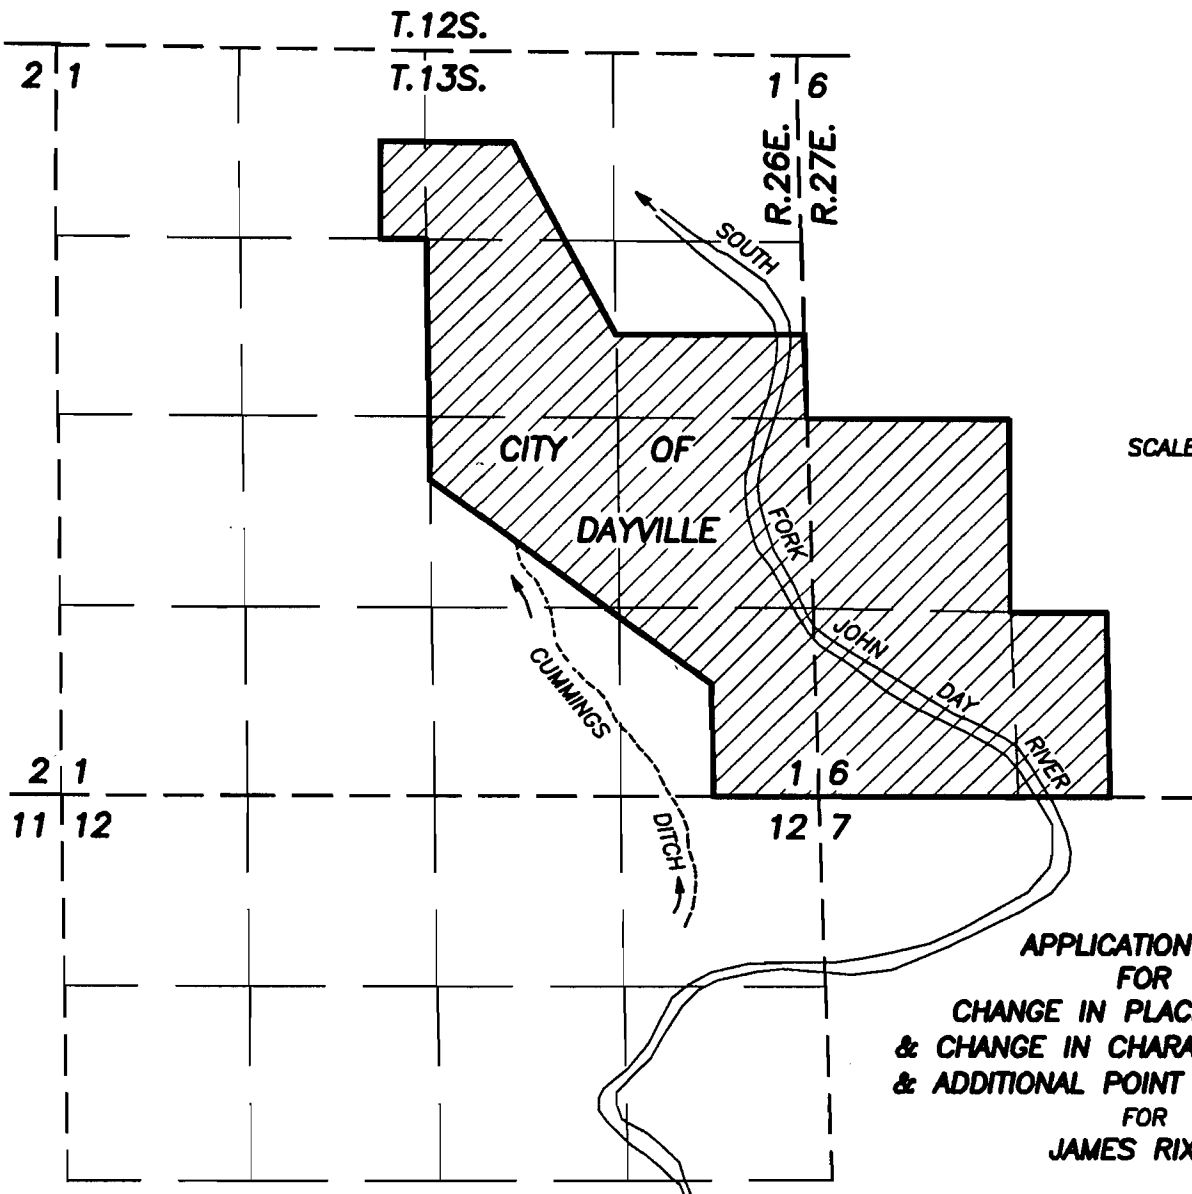 T.12S.
2 1
T.13S.
1 6
R.26E.
R.27E.
SOUTH
CITY OF
DAYVILLE
SCALE
FORK
JOHN
DAY
RIVER
CUMMINGS
DITCH
2 1
1 6
11 12
12 7
APPLICATION
FOR
CHANGE IN PLAC
& CHANGE IN CHARA
& ADDITIONAL POINT
FOR
JAMES RIX